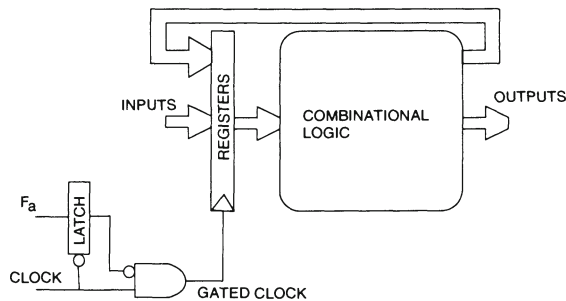 INPUTS
REGISTERS
COMBINATIONAL
LOGIC
OUTPUTS
Fa
LATCH
CLOCK
GATED CLOCK